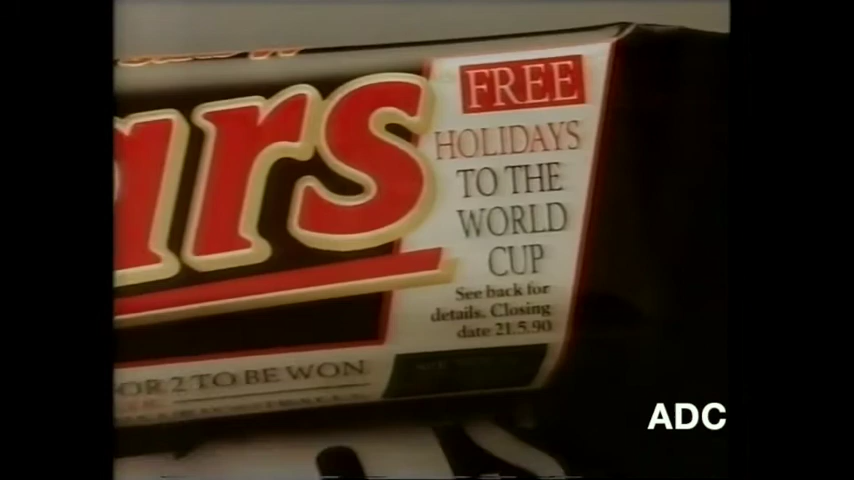 ars
FREE
HOLIDAYS
TO THE
WORLD
CUP
See back for
details. Closing
date 21.5.90
OR 2 TO BE WON
ADC